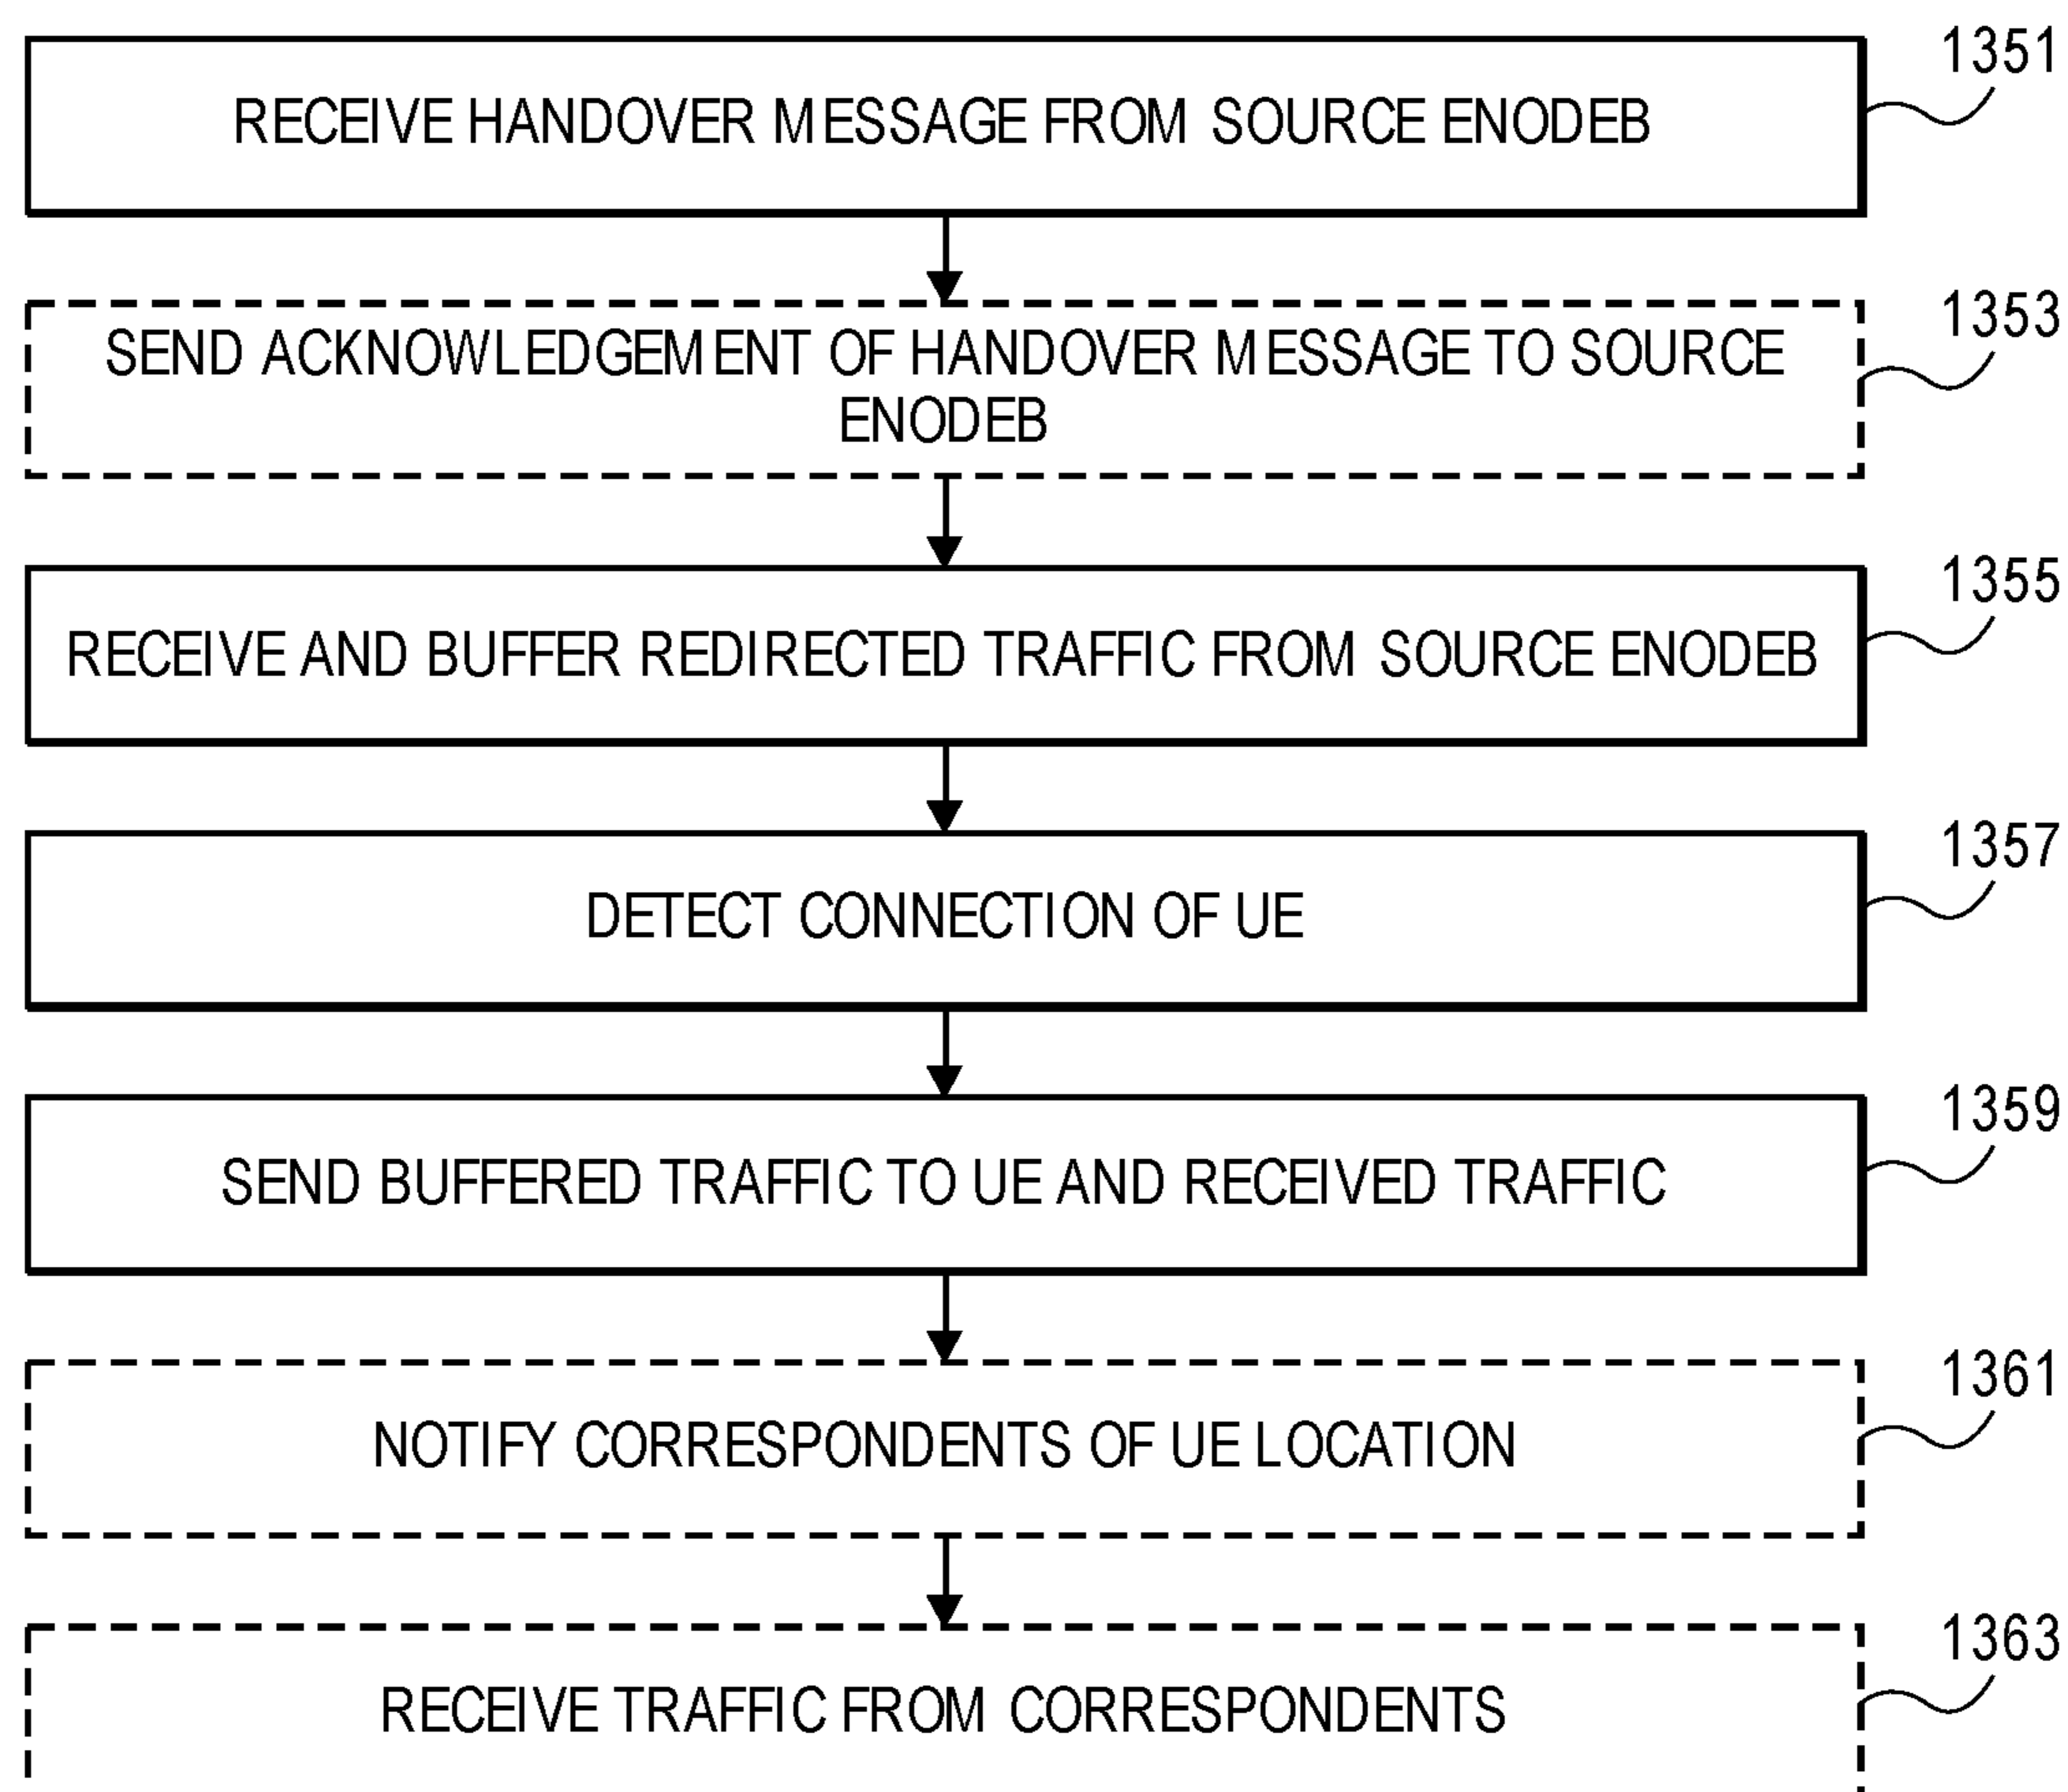 1351
RECEIVE HANDOVER MESSAGE FROM SOURCE ENODEB
1353
SEND ACKNOWLEDGEMENT OF HANDOVER MESSAGE TO SOURCE
ENODEB
1355
RECEIVE AND BUFFER REDIRECTED TRAFFIC FROM SOURCE ENODEB
1357
DETECT CONNECTION OF UE
1359
SEND BUFFERED TRAFFIC TO UE AND RECEIVED TRAFFIC
1361
NOTIFY CORRESPONDENTS OF UE LOCATION
1363
RECEIVE TRAFFIC FROM CORRESPONDENTS